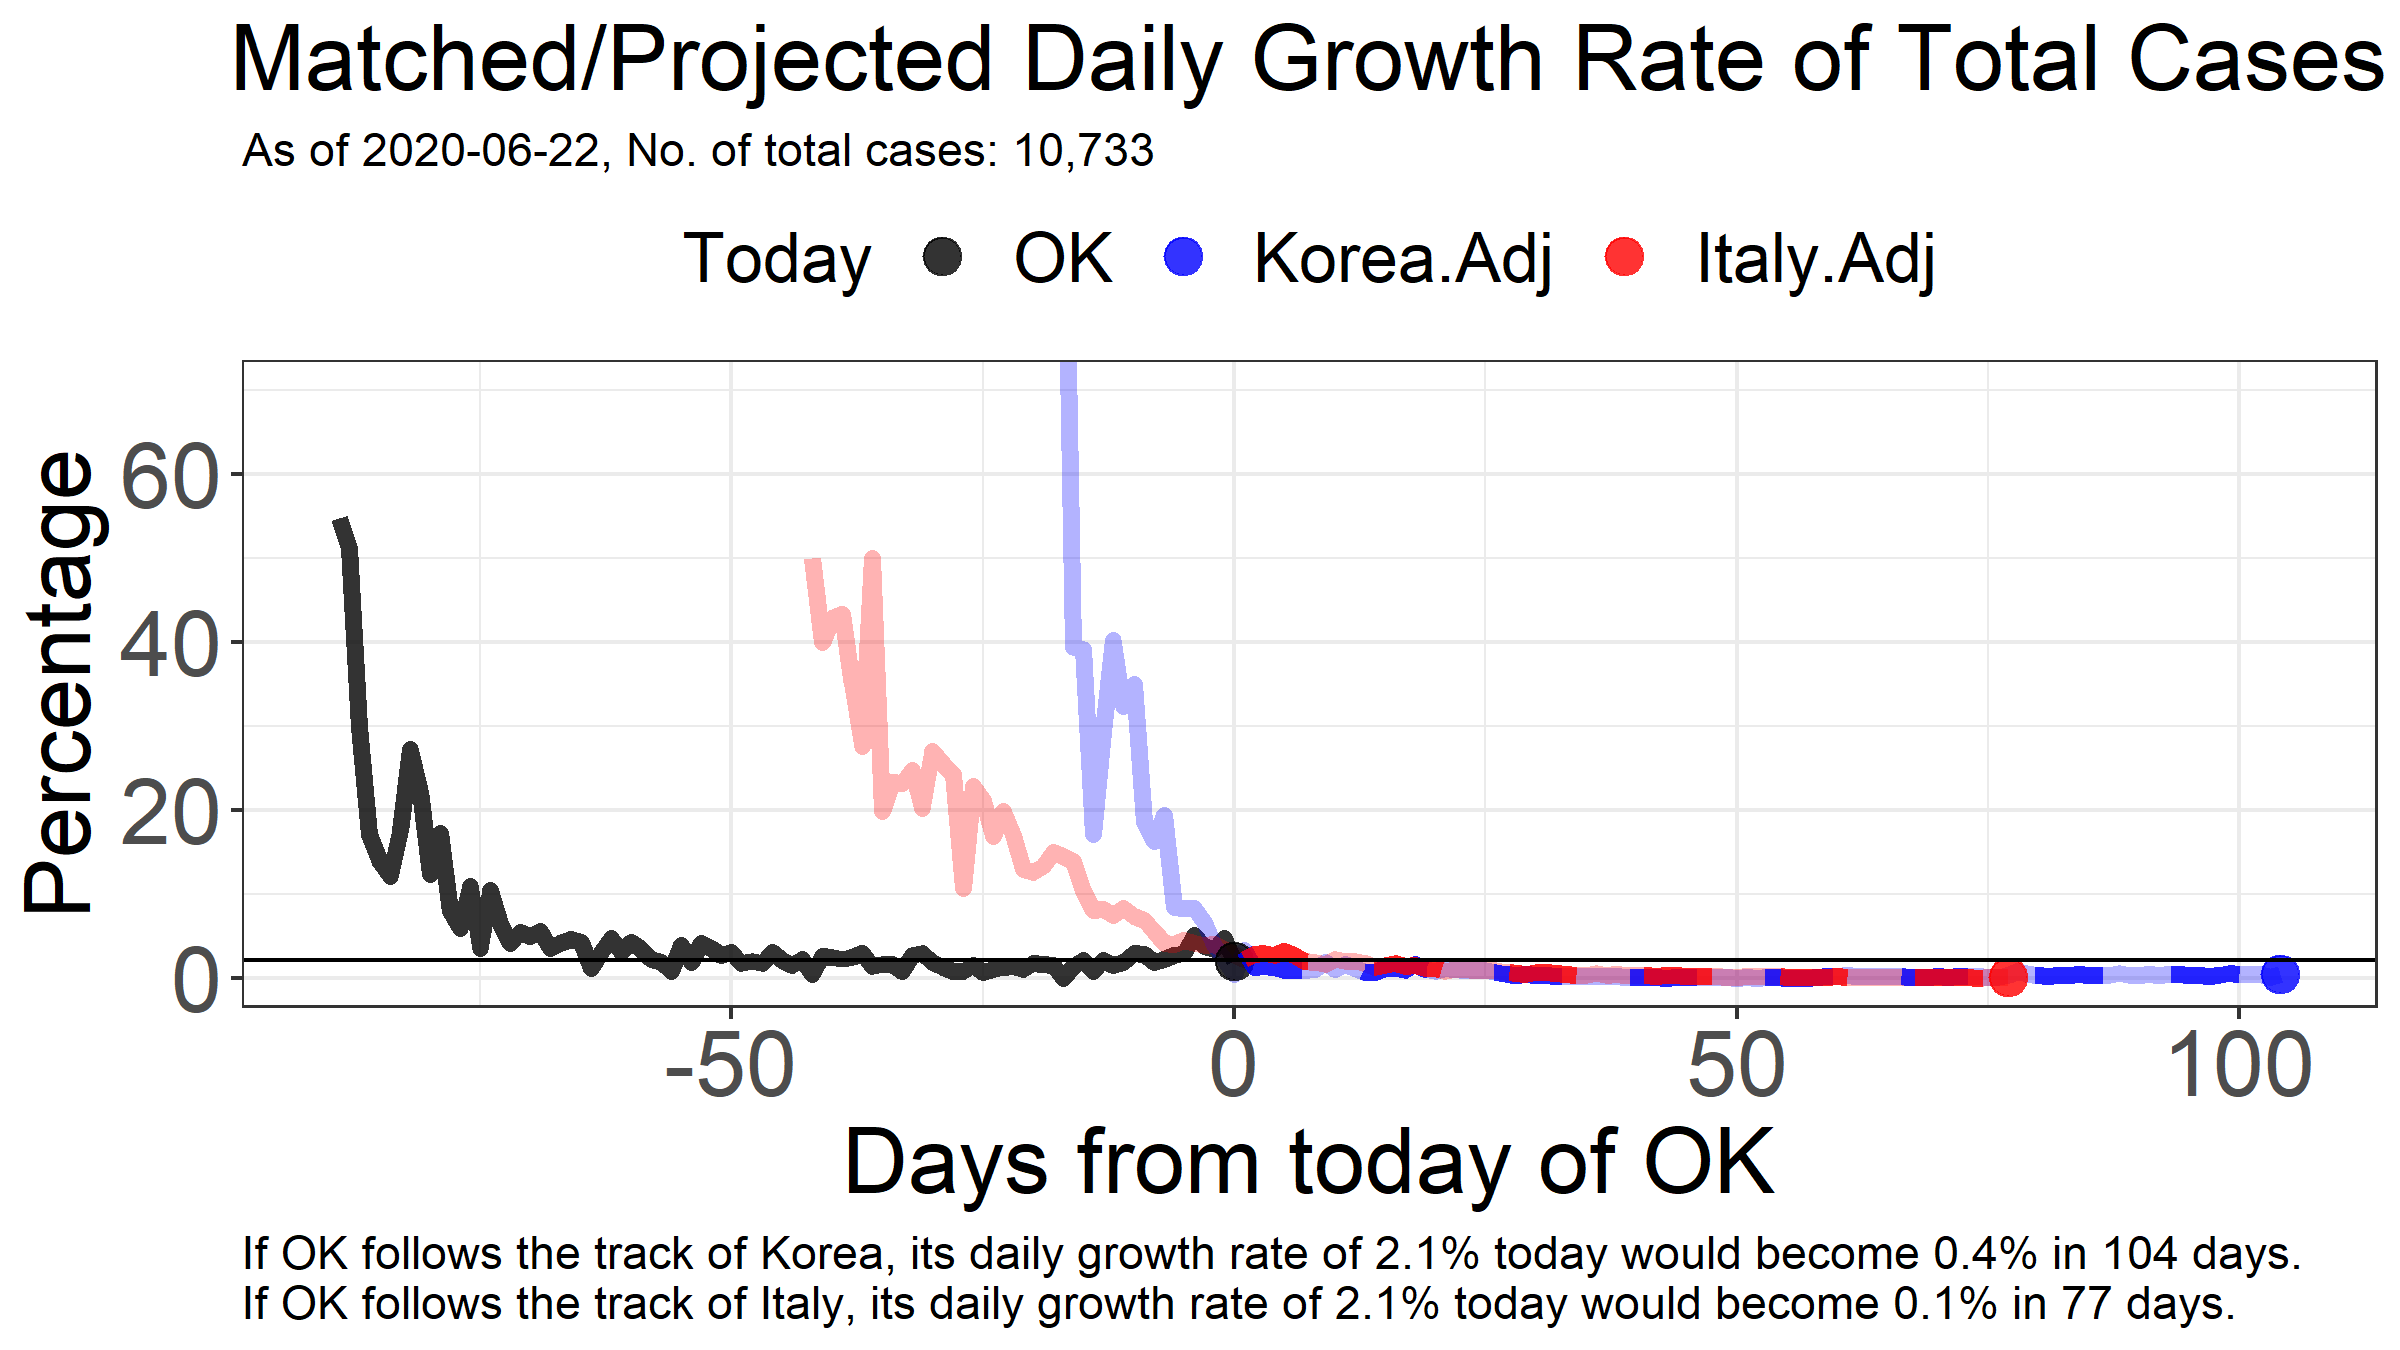 Matched/Projected Daily Growth Rate of Total Cases
As of 2020-06-22, No. of total cases: 10,733
Today OK Korea.Adj Italy.Adj
Percentage
60
40
20
0
-50 0 50 100
Days from today of OK
If OK follows the track of Korea, its daily growth rate of 2.1% today would become 0.4% in 104 days.
If OK follows the track of Italy, its daily growth rate of 2.1% today would become 0.1% in 77 days.